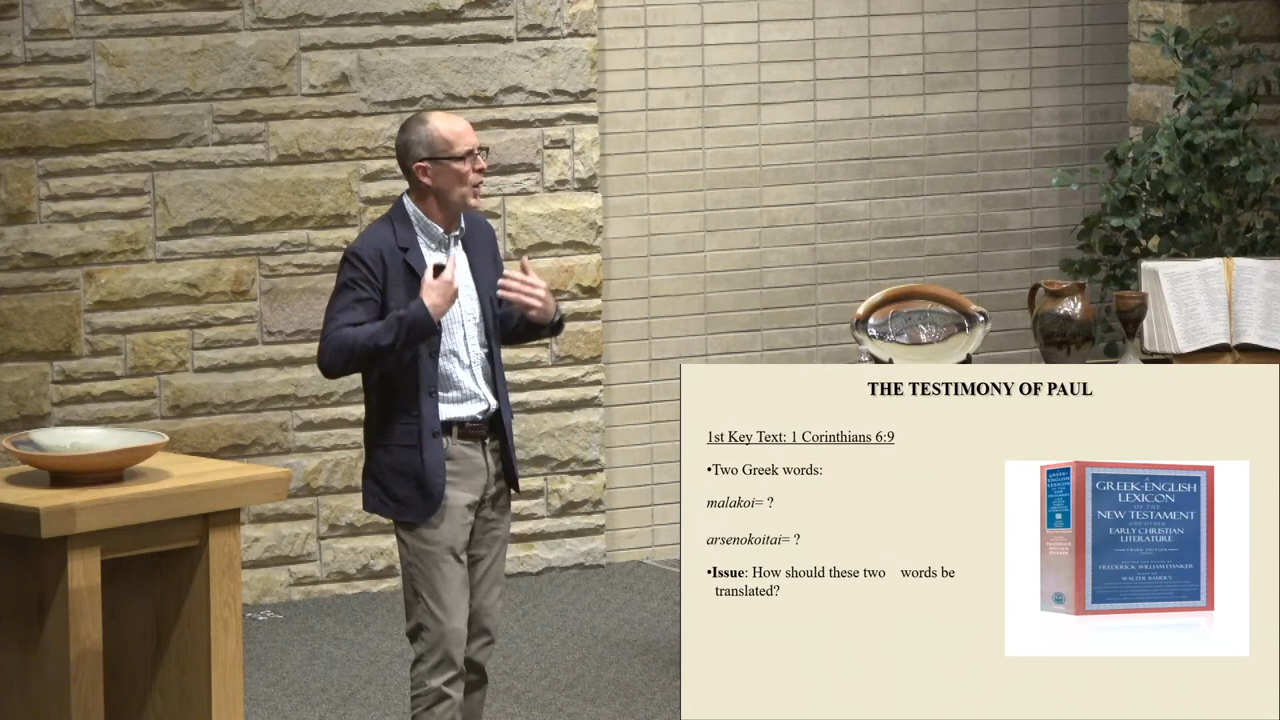 THE TESTIMONY OF PAUL
1st Key Text: 1 Corinthians 6:9
•Two Greek words:
malakoi= ?
arsenokoitai= ?
•Issue: How should these two words be
translated?
GREEK-ENGLISH
LEXICON
OF THE
NEW TESTAMENT
AND OTHER
EARLY CHRISTIAN
LITERATURE
THIRD EDITION
FREDERICK WILLIAM DANKER
WALTER BAUER'S